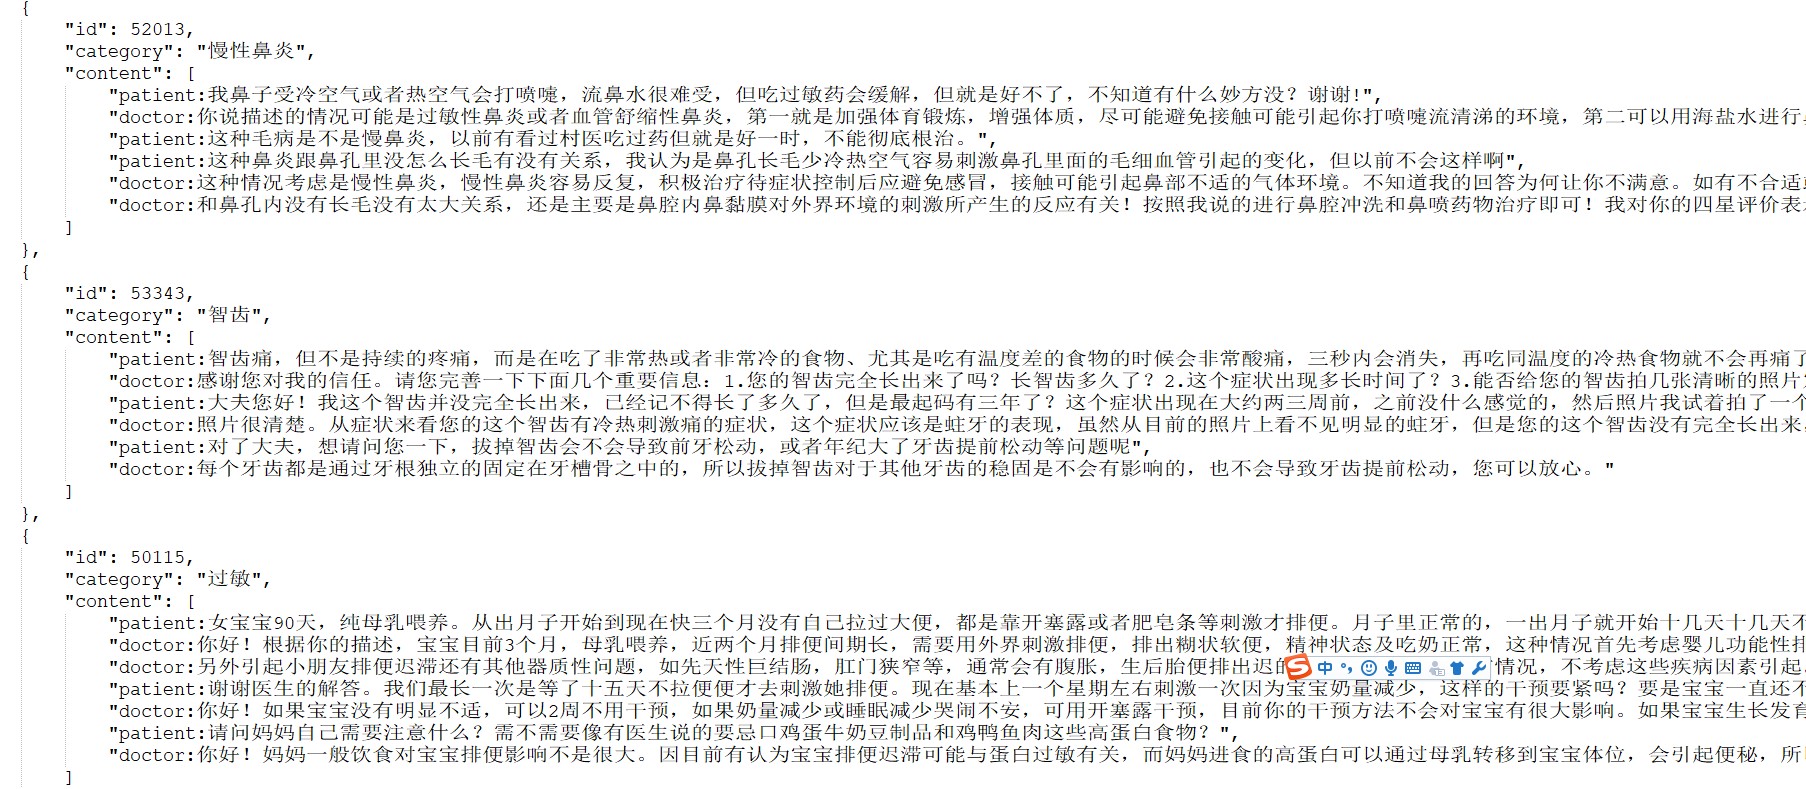 {
"id": 52013,
"category": "慢性鼻炎",
"content": [
"patient:我鼻子受冷空气或者热空气会打喷嚏，流鼻水很难受，但吃过敏药会缓解，但就是好不了，不知道有什么妙方没？谢谢!",
"doctor:你说描述的情况可能是过敏性鼻炎或者血管舒缩性鼻炎，第一就是加强体育锻炼，增强体质，尽可能避免接触可能引起你打喷嚏流清涕的环境，第二可以用海盐水进行
"patient:这种毛病是不是慢鼻炎，以前有看过村医吃过药但就是好一时，不能彻底根治。",
"patient:这种鼻炎跟鼻孔里没怎么长毛有没有关系，我认为是鼻孔长毛少冷热空气容易刺激鼻孔里面的毛细血管引起的变化，但以前不会这样啊",
"doctor:这种情况考虑是慢性鼻炎，慢性鼻炎容易反复，积极治疗待症状控制后应避免感冒，接触可能引起鼻部不适的气体环境。不知道我的回答为何让你不满意。如有不合适
"doctor:和鼻孔内没有长毛没有太大关系，还是主要是鼻腔内鼻黏膜对外界环境的刺激所产生的反应有关！按照我说的进行鼻腔冲洗和鼻喷药物治疗即可！我对你的四星评价表
]
},
{
"id": 53343,
"category": "智齿",
"content": [
"patient:智齿痛，但不是持续的疼痛，而是在吃了非常热或者非常冷的食物、尤其是吃有温度差的食物的时候会非常酸痛，三秒内会消失，再吃同温度的冷热食物就不会再痛了
"doctor:感谢您对我的信任。请您完善一下下面几个重要信息：1.您的智齿完全长出来了吗？长智齿多久了？2.这个症状出现多长时间了？3.能否给您的智齿拍几张清晰的照片
"patient:大夫您好！我这个智齿并没完全长出来，已经记不得长了多久了，但是最起码有三年了？这个症状出现在大约两三周前，之前没什么感觉的，然后照片我试着拍了一个
"doctor:照片很清楚。从症状来看您的这个智齿有冷热刺激痛的症状，这个症状应该是蛀牙的表现，虽然从目前的照片上看不见明显的蛀牙，但是您的这个智齿没有完全长出来
"patient:对了大夫，想请问您一下，拔掉智齿会不会导致前牙松动，或者年纪大了牙齿提前松动等问题呢",
"doctor:每个牙齿都是通过牙根独立的固定在牙槽骨之中的，所以拔掉智齿对于其他牙齿的稳固是不会有影响的，也不会导致牙齿提前松动，您可以放心。"
]
},
{
"id": 50115,
"category": "过敏",
"content": [
"patient:女宝宝90天，纯母乳喂养。从出月子开始到现在快三个月没有自己拉过大便，都是靠开塞露或者肥皂条等刺激才排便。月子里正常的，一出月子就开始十几天十几天不
"doctor:你好！根据你的描述，宝宝目前3个月，母乳喂养，近两个月排便间期长，需要用外界刺激排便，排出糊状软便，精神状态及吃奶正常，这种情况首先考虑婴儿功能性排
"doctor:另外引起小朋友排便迟滞还有其他器质性问题，如先天性巨结肠，肛门狭窄等，通常会有腹胀，生后胎便排出迟的 中 情况，不考虑这些疾病因素引起
"patient:谢谢医生的解答。我们最长一次是等了十五天不拉便便才去刺激她排便。现在基本上一个星期左右刺激一次因为宝宝奶量减少，这样的干预要紧吗？要是宝宝一直还不
"doctor:你好！如果宝宝没有明显不适，可以2周不用干预，如果奶量减少或睡眠减少哭闹不安，可用开塞露干预，目前你的干预方法不会对宝宝有很大影响。如果宝宝生长发育
"patient:请问妈妈自己需要注意什么？需不需要像有医生说的要忌口鸡蛋牛奶豆制品和鸡鸭鱼肉这些高蛋白食物？",
"doctor:你好！妈妈一般饮食对宝宝排便影响不是很大。因目前有认为宝宝排便迟滞可能与蛋白过敏有关，而妈妈进食的高蛋白可以通过母乳转移到宝宝体位，会引起便秘，所
]